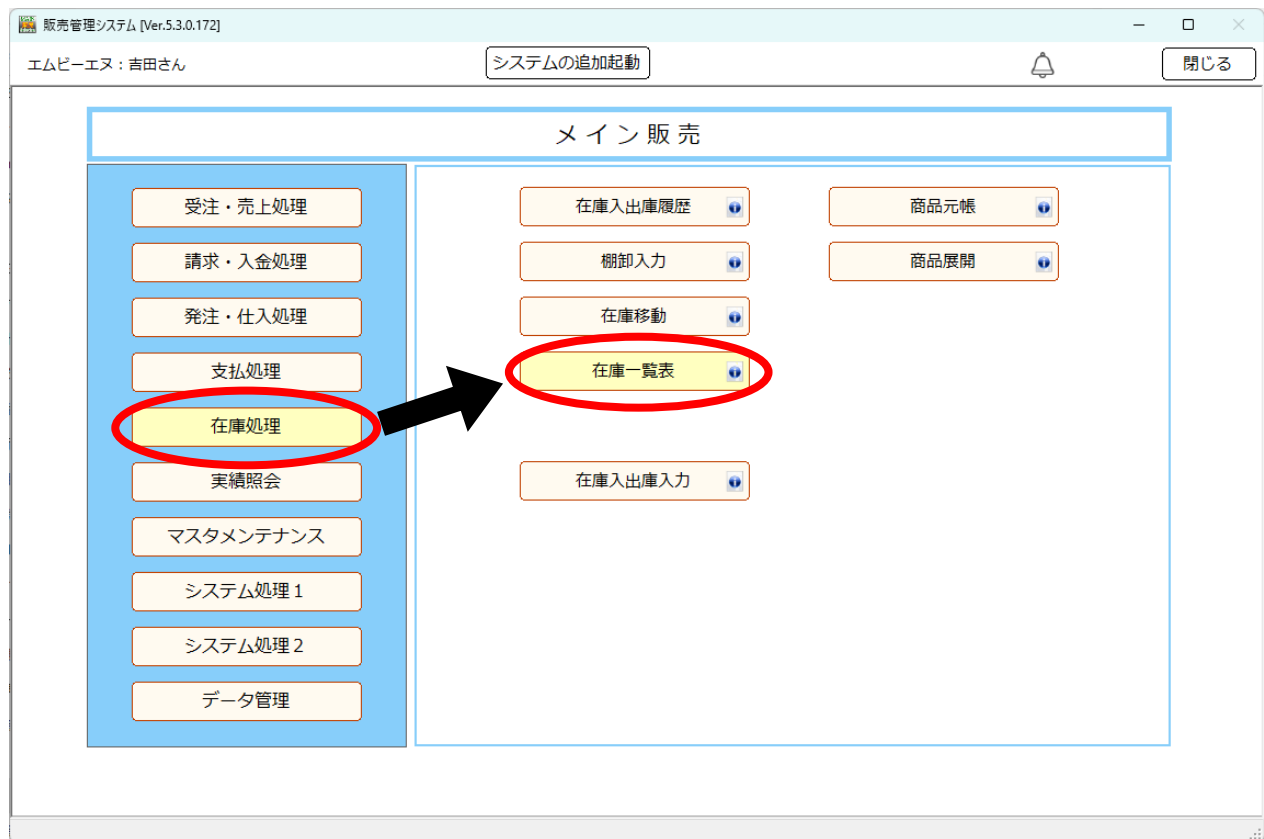 販売管理システム [Ver.5.3.0.172]
エムビーエヌ：吉田さん
システムの追加起動
閉じる
メイン販売
受注・売上処理
請求・入金処理
発注・仕入処理
支払処理
在庫処理
実績照会
マスタメンテナンス
システム処理１
システム処理２
データ管理
在庫入出庫履歴
棚卸入力
在庫移動
在庫一覧表
在庫入出庫入力
商品元帳
商品展開